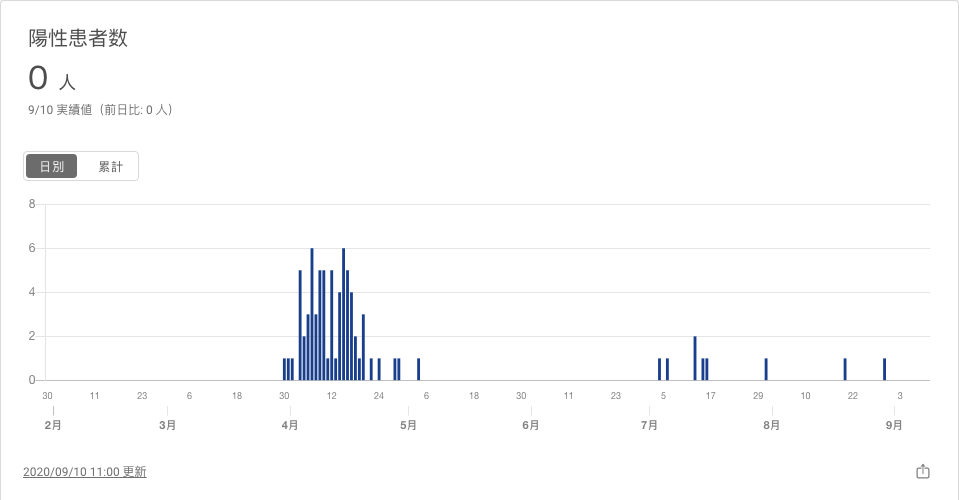 陽性患者数
0 人
9/10 実績値（前日比: 0 人）
日別 累計
8
6
4
2
0
30 11 23 6 18 30 12 24 6 18 30 11 23 5 17 29 10 22 3
2月 3月 4月 5月 6月 7月 8月 9月
2020/09/10 11:00 更新